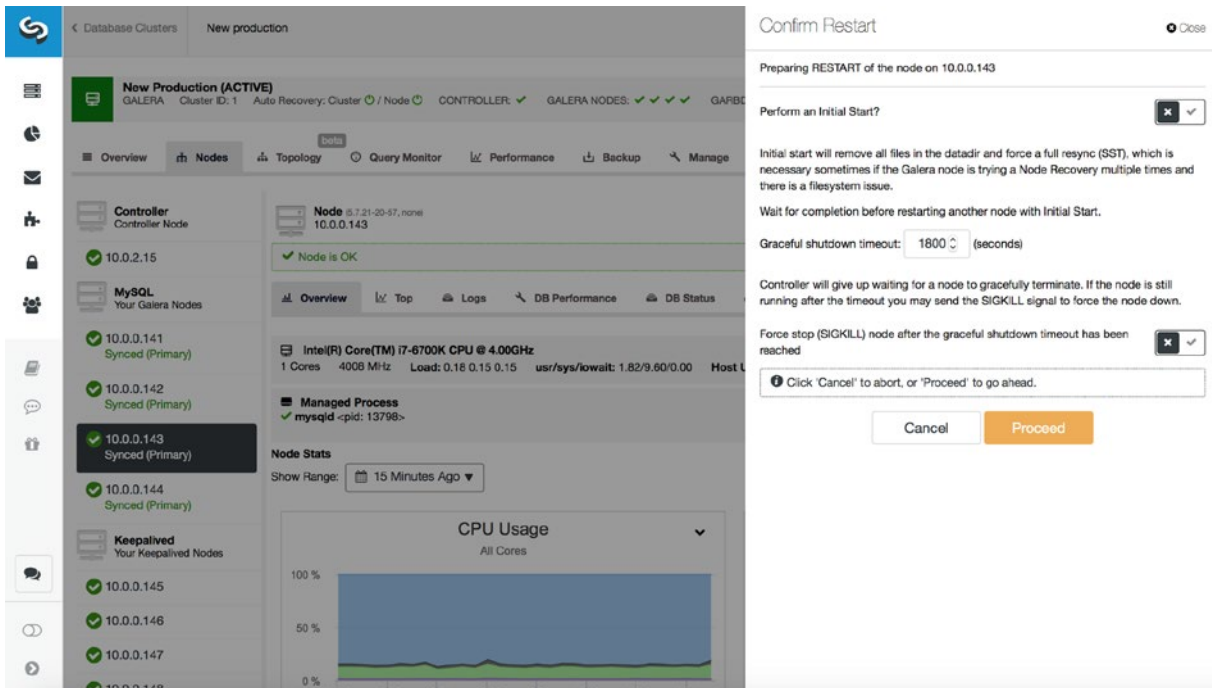 Database Clusters
New production
New Production (ACTIVE)
GALERA Cluster ID: 1 Auto Recovery: Cluster / Node CONTROLLER: GALERA NODES:
beta
Overview
Nodes
Topology
Query Monitor
Performance
Backup
Manage
Controller
Controller Node
10.0.2.15
MySQL
Your Galera Nodes
10.0.0.141
Synced (Primary)
10.0.0.142
Synced (Primary)
10.0.0.143
Synced (Primary)
10.0.0.144
Synced (Primary)
Keepalived
Your Keepalived Nodes
10.0.0.145
10.0.0.146
10.0.0.147
Node (5.7.21-20-57, none)
10.0.0.143
Node is OK
Overview
Top
Logs
DB Performance
DB Status
Intel(R) Core(TM) i7-6700K CPU @ 4.00GHz
1 Cores 4008 MHz Load: 0.18 0.15 0.15 usr/sys/iowait: 1.82/9.60/0.00 Host
Managed Process
mysqld <pid: 13798>
Node Stats
Show Range: 15 Minutes Ago
CPU Usage
All Cores
100 %
50 %
0 %
Confirm Restart
Close
Preparing RESTART of the node on 10.0.0.143
Perform an Initial Start?
Initial start will remove all files in the datadir and force a full resync (SST), which is
necessary sometimes if the Galera node is trying a Node Recovery multiple times and
there is a filesystem issue.
Wait for completion before restarting another node with Initial Start.
Graceful shutdown timeout: 1800 (seconds)
Controller will give up waiting for a node to gracefully terminate. If the node is still
running after the timeout you may send the SIGKILL signal to force the node down.
Force stop (SIGKILL) node after the graceful shutdown timeout has been
reached
Click 'Cancel' to abort, or 'Proceed' to go ahead.
Cancel
Proceed